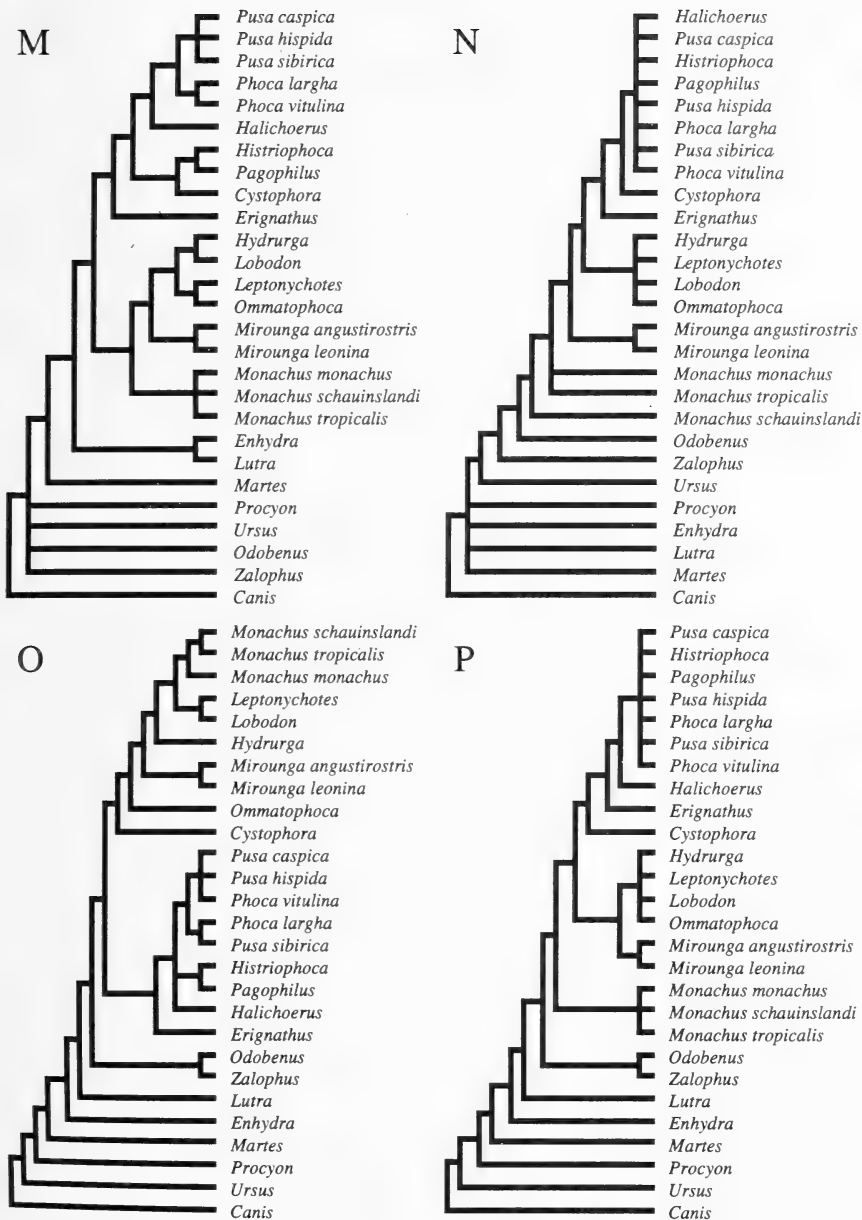 M
Pusa caspica
Pusa hispida
Pusa sibirica
Phoca largha
Phoca vitulina
Halichoerus
Histriophoca
Pagophilus
Cystophora
Erignathus
Hydrurga
Lobodon
Leptonychotes
Ommatophoca
Mirounga angustirostris
Mirounga leonina
Monachus monachus
Monachus schauinslandi
Monachus tropicalis
Enhydra
Lutra
Martes
Procyon
Ursus
Odobenus
Zalophus
Canis
N
Halichoerus
Pusa caspica
Histriophoca
Pagophilus
Pusa hispida
Phoca largha
Pusa sibirica
Phoca vitulina
Cystophora
Erignathus
Hydrurga
Leptonychotes
Lobodon
Ommatophoca
Mirounga angustirostris
Mirounga leonina
Monachus monachus
Monachus tropicalis
Monachus schauinslandi
Odobenus
Zalophus
Ursus
Procyon
Enhydra
Lutra
Martes
Canis
O
Monachus schauinslandi
Monachus tropicalis
Monachus monachus
Leptonychotes
Lobodon
Hydrurga
Mirounga angustirostris
Mirounga leonina
Ommatophoca
Cystophora
Pusa caspica
Pusa hispida
Phoca vitulina
Phoca largha
Pusa sibirica
Histriophoca
Pagophilus
Halichoerus
Erignathus
Odobenus
Zalophus
Lutra
Enhydra
Martes
Procyon
Ursus
Canis
P
Pusa caspica
Histriophoca
Pagophilus
Pusa hispida
Phoca largha
Pusa sibirica
Phoca vitulina
Halichoerus
Erignathus
Cystophora
Hydrurga
Leptonychotes
Lobodon
Ommatophoca
Mirounga angustirostris
Mirounga leonina
Monachus monachus
Monachus schauinslandi
Monachus tropicalis
Odobenus
Zalophus
Lutra
Enhydra
Martes
Procyon
Ursus
Canis